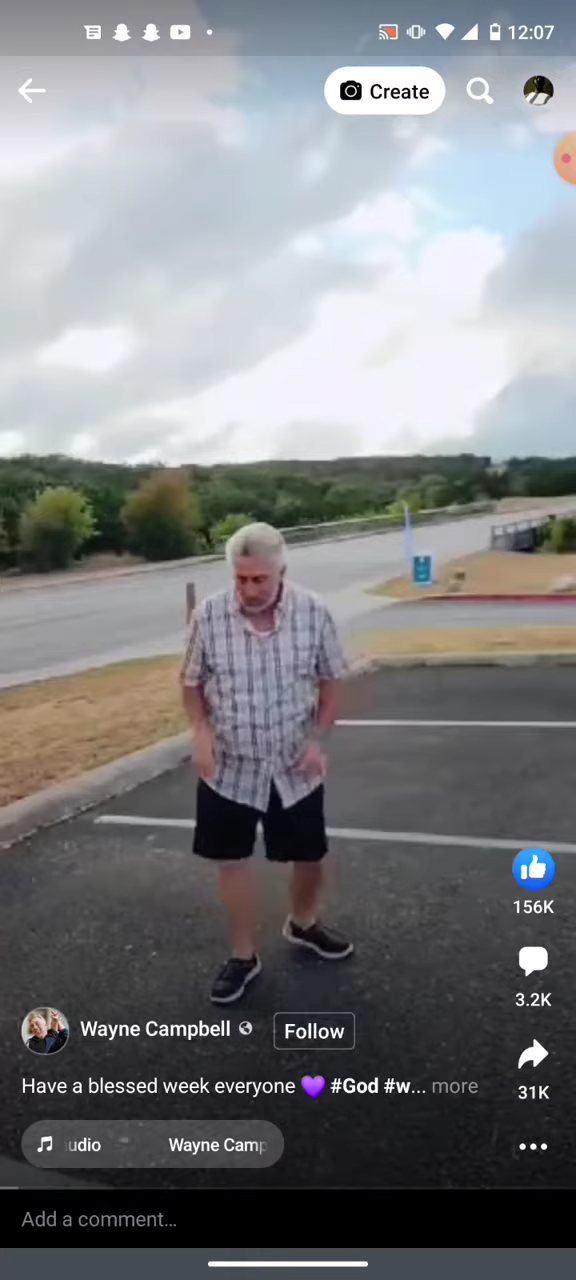 12:07
Create
156K
3.2K
Wayne Campbell
Follow
Have a blessed week everyone 💜 #God #w... more
31K
udio Wayne Camp
Add a comment...